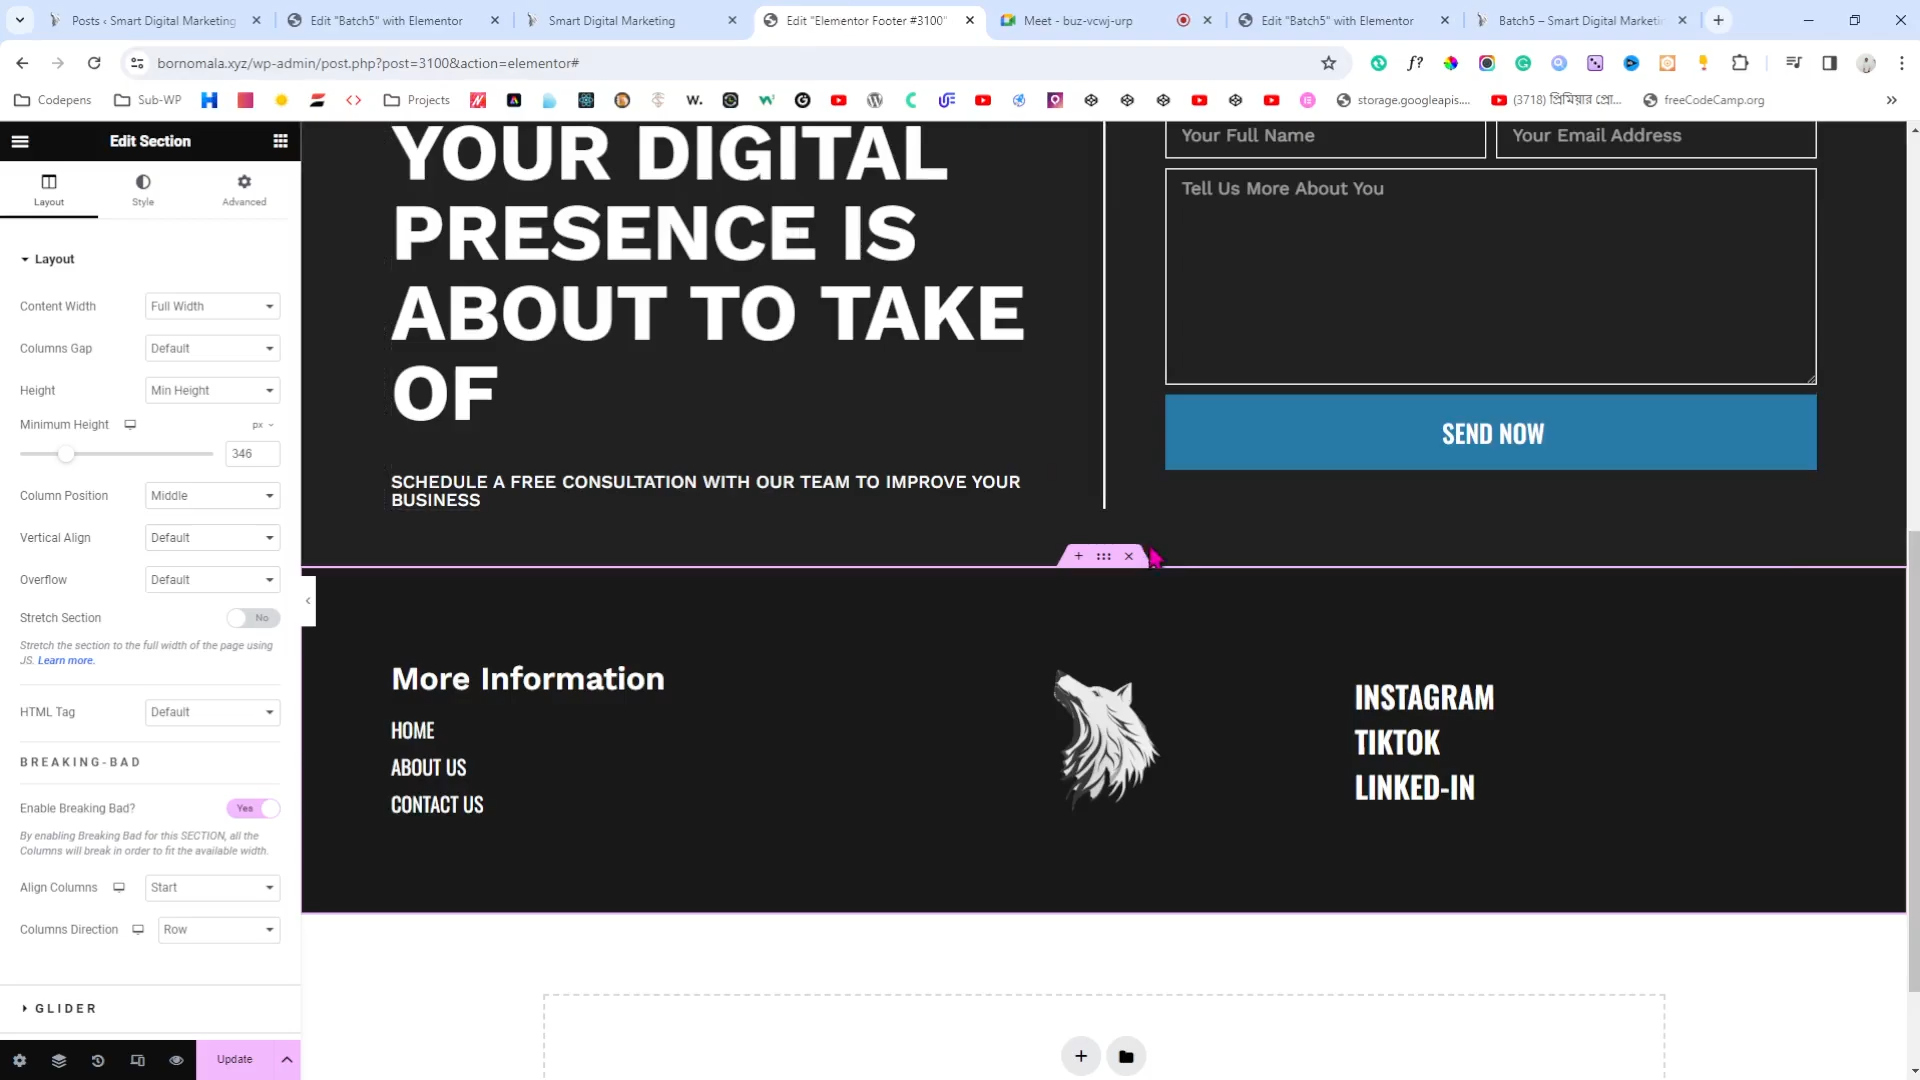 Posts ‹ Smart Digital Marketing
Edit "Batch5" with Elementor
Smart Digital Marketing
Edit "Elementor Footer #3100"
Meet - buz-vcwj-urp
Edit "Batch5" with Elementor
Batch5 – Smart Digital Marketin
bornomala.xyz/wp-admin/post.php?post=3100&action=elementor#
f?
Codepens
Sub-WP
Projects
storage.googleapis....
(3718) প্রিমিয়ার প্রো...
freeCodeCamp.org
Edit Section
Layout
Style
Advanced
Layout
Content Width
Full Width
Columns Gap
Default
Height
Min Height
Minimum Height
px
346
Column Position
Middle
Vertical Align
Default
Overflow
Default
Stretch Section
No
Stretch the section to the full width of the page using
JS. Learn more.
HTML Tag
Default
BREAKING-BAD
Enable Breaking Bad?
Yes
By enabling Breaking Bad for this SECTION, all the
Columns will break in order to fit the available width.
Align Columns
Start
Columns Direction
Row
GLIDER
Update
YOUR DIGITAL
PRESENCE IS
ABOUT TO TAKE
OF
SCHEDULE A FREE CONSULTATION WITH OUR TEAM TO IMPROVE YOUR
BUSINESS
Your Full Name
Your Email Address
Tell Us More About You
SEND NOW
More Information
HOME
ABOUT US
CONTACT US
INSTAGRAM
TIKTOK
LINKED-IN